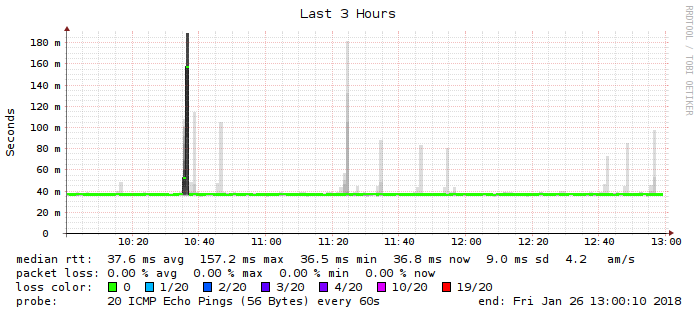 Last 3 Hours
RRDTOOL / TOBI OETIKER
Seconds
180 m
160 m
140 m
120 m
100 m
80 m
60 m
40 m
20 m
0
10:20 10:40 11:00 11:20 11:40 12:00 12:20 12:40 13:00
median rtt: 37.6 ms avg 157.2 ms max 36.5 ms min 36.8 ms now 9.0 ms sd 4.2 am/s
packet loss: 0.00 % avg 0.00 % max 0.00 % min 0.00 % now
loss color: 0 1/20 2/20 3/20 4/20 10/20 19/20
probe: 20 ICMP Echo Pings (56 Bytes) every 60s end: Fri Jan 26 13:00:10 2018